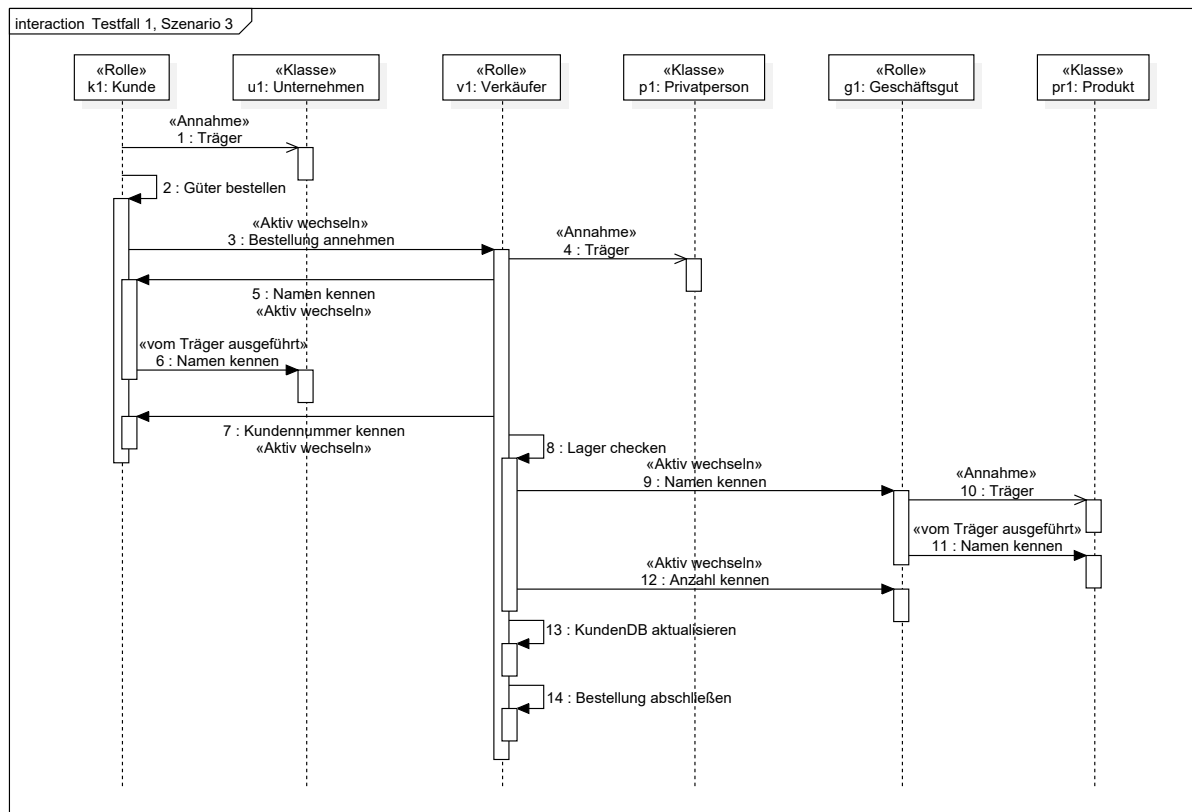 interaction Testfall 1, Szenario 3
«Rolle»
k1: Kunde
«Klasse»
u1: Unternehmen
«Rolle»
v1: Verkäufer
«Klasse»
p1: Privatperson
«Rolle»
g1: Geschäftsgut
«Klasse»
pr1: Produkt
«Annahme»
1 : Träger
2 : Güter bestellen
«Aktiv wechseln»
3 : Bestellung annehmen
«Annahme»
4 : Träger
5 : Namen kennen
«Aktiv wechseln»
«vom Träger ausgeführt»
6 : Namen kennen
7 : Kundennummer kennen
«Aktiv wechseln»
8 : Lager checken
«Aktiv wechseln»
9 : Namen kennen
«Annahme»
10 : Träger
«vom Träger ausgeführt»
11 : Namen kennen
«Aktiv wechseln»
12 : Anzahl kennen
13 : KundenDB aktualisieren
14 : Bestellung abschließen